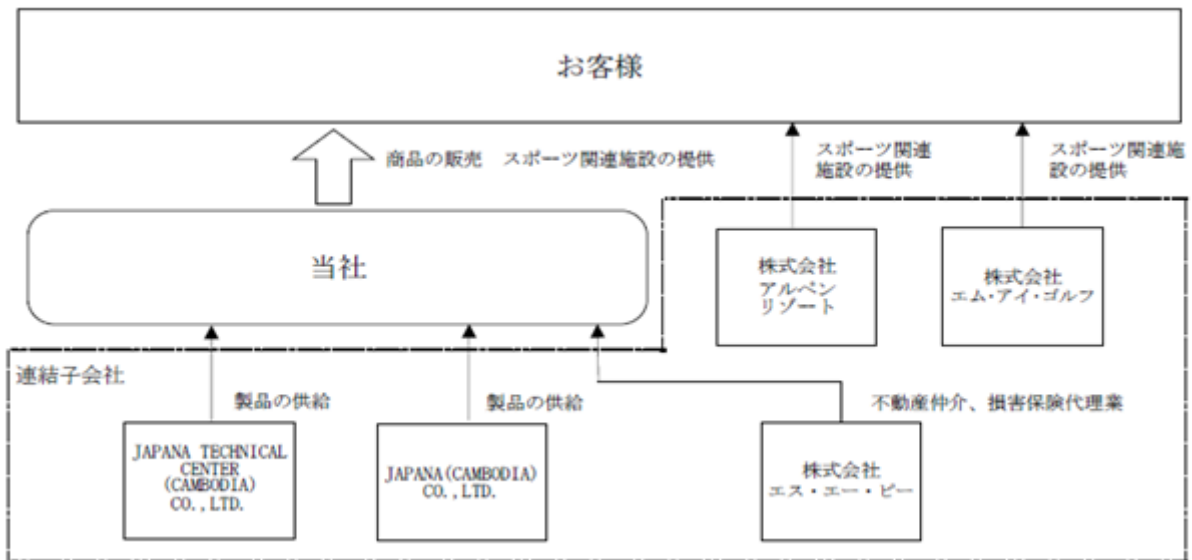 お客様
商品の販売　スポーツ関連施設の提供
スポーツ関連
施設の提供
スポーツ関連施
設の提供
当社
株式会社
アルペン
リゾート
株式会社
エム・アイ・ゴルフ
連結子会社
製品の供給
製品の供給
不動産仲介、損害保険代理業
JAPANA TECHNICAL
CENTER
(CAMBODIA)
CO.,LTD.
JAPANA(CAMBODIA)
CO.,LTD.
株式会社
エス・エー・ピー